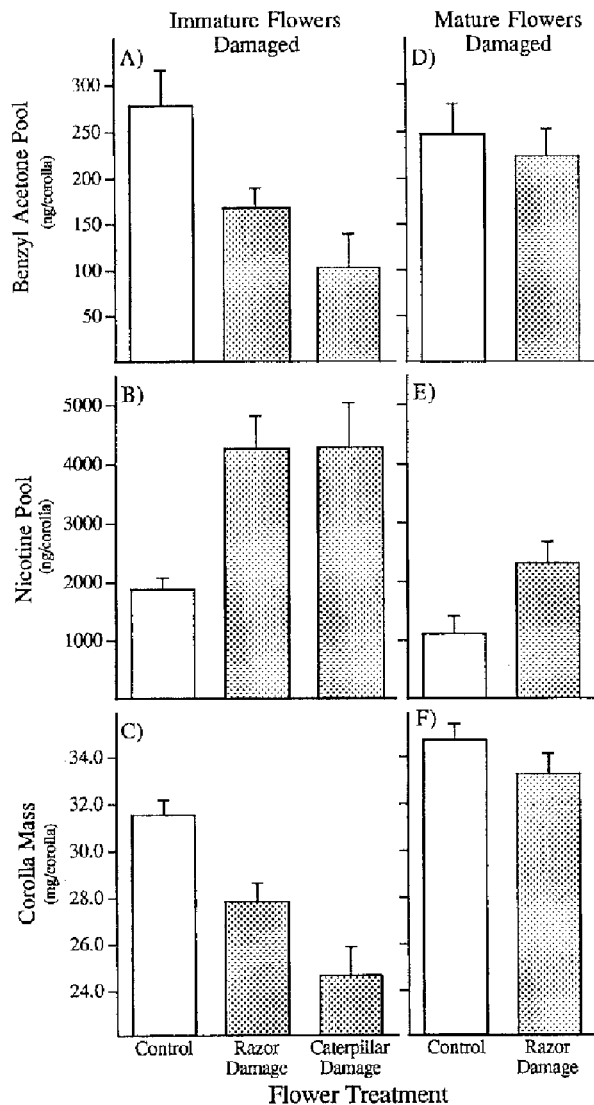 Immature Flowers
Damaged
Mature Flowers
Damaged
A)
D)
Benzyl Acetone Pool
(ng/corolla)
300
250
200
150
100
50
B)
E)
Nicotine Pool
(ng/corolla)
5000
4000
3000
2000
1000
C)
F)
Corolla Mass
(mg/corolla)
34.0
32.0
30.0
28.0
26.0
24.0
Control
Razor
Damage
Caterpillar
Damage
Control
Razor
Damage
Flower Treatment